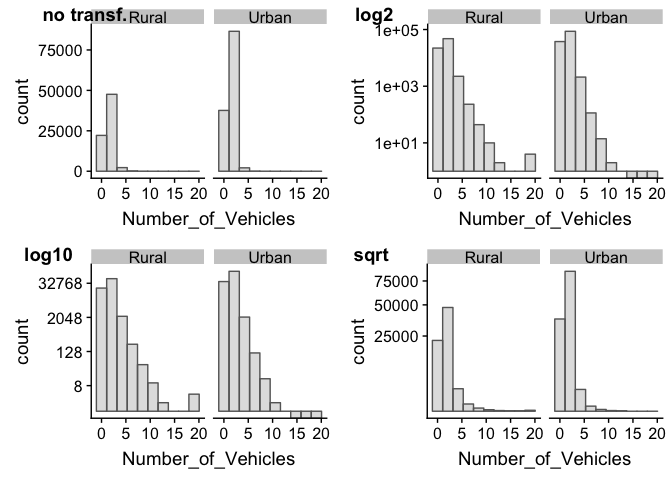 no transf.
Rural
Urban
75000
50000
25000
0
count
0 5 10 15 20 0 5 10 15 20
Number_of_Vehicles
log2
Rural
Urban
1e+05
1e+03
1e+01
count
0 5 10 15 20 0 5 10 15 20
Number_of_Vehicles
log10
Rural
Urban
32768
2048
128
8
count
0 5 10 15 20 0 5 10 15 20
Number_of_Vehicles
sqrt
Rural
Urban
75000
50000
25000
count
0 5 10 15 20 0 5 10 15 20
Number_of_Vehicles